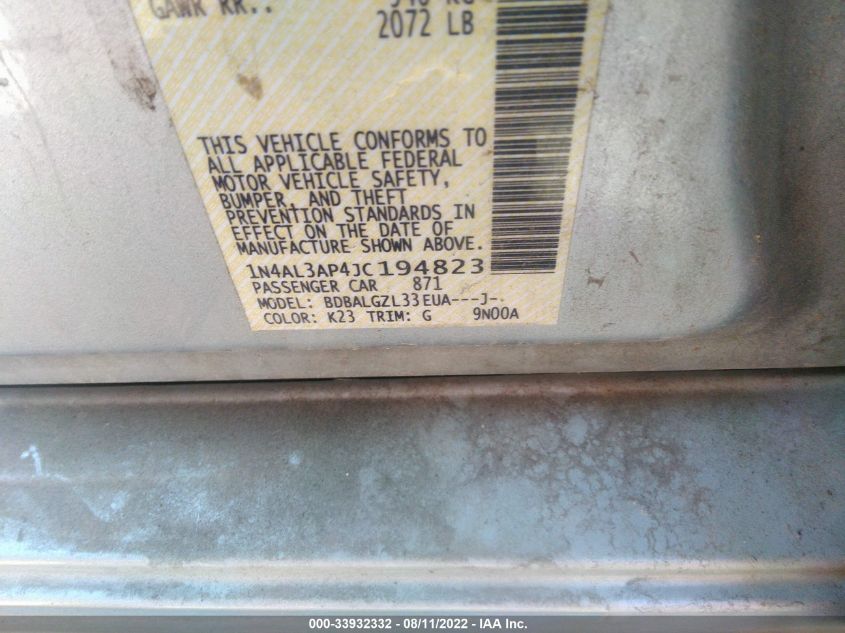 GAWR RR..
2072 LB
THIS VEHICLE CONFORMS TO
ALL APPLICABLE FEDERAL
MOTOR VEHICLE SAFETY,
BUMPER, AND THEFT
PREVENTION STANDARDS IN
EFFECT ON THE DATE OF
MANUFACTURE SHOWN ABOVE.
1N4AL3AP4JC194823
PASSENGER CAR 871
MODEL: BDBALGZL33EUA---J-.
COLOR: K23 TRIM: G 9N00A
000-33932332 - 08/11/2022 - IAA Inc.